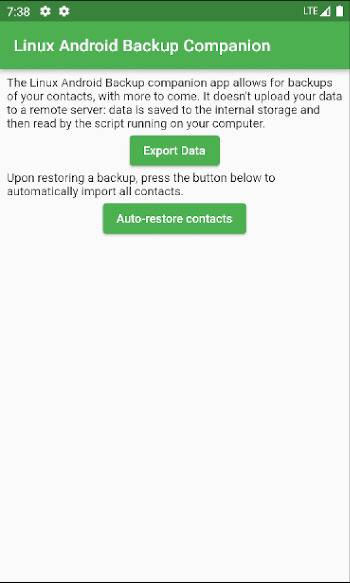 7:38 LTE
Linux Android Backup Companion
The Linux Android Backup companion app allows for backups
of your contacts, with more to come. It doesn't upload your data
to a remote server: data is saved to the internal storage and
then read by the script running on your computer.
Export Data
Upon restoring a backup, press the button below to
automatically import all contacts.
Auto-restore contacts